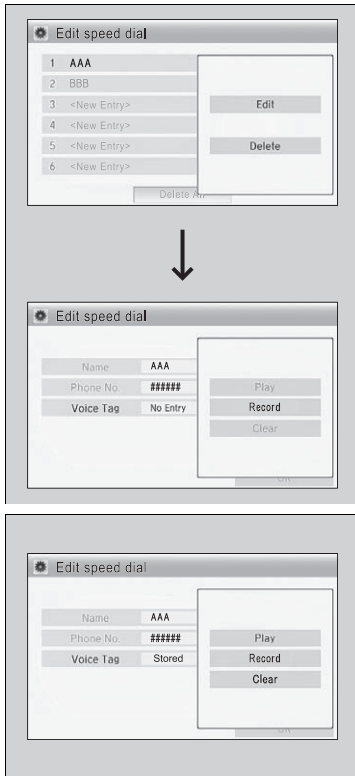 Edit speed dial
1 AAA
2 BBB
3 <New Entry>
4 <New Entry>
5 <New Entry>
6 <New Entry>
Edit
Delete
Delete All
Edit speed dial
Name AAA
Phone No. ######
Voice Tag No Entry
Play
Record
Clear
OK
Edit speed dial
Name AAA
Phone No. ######
Voice Tag Stored
Play
Record
Clear
OK